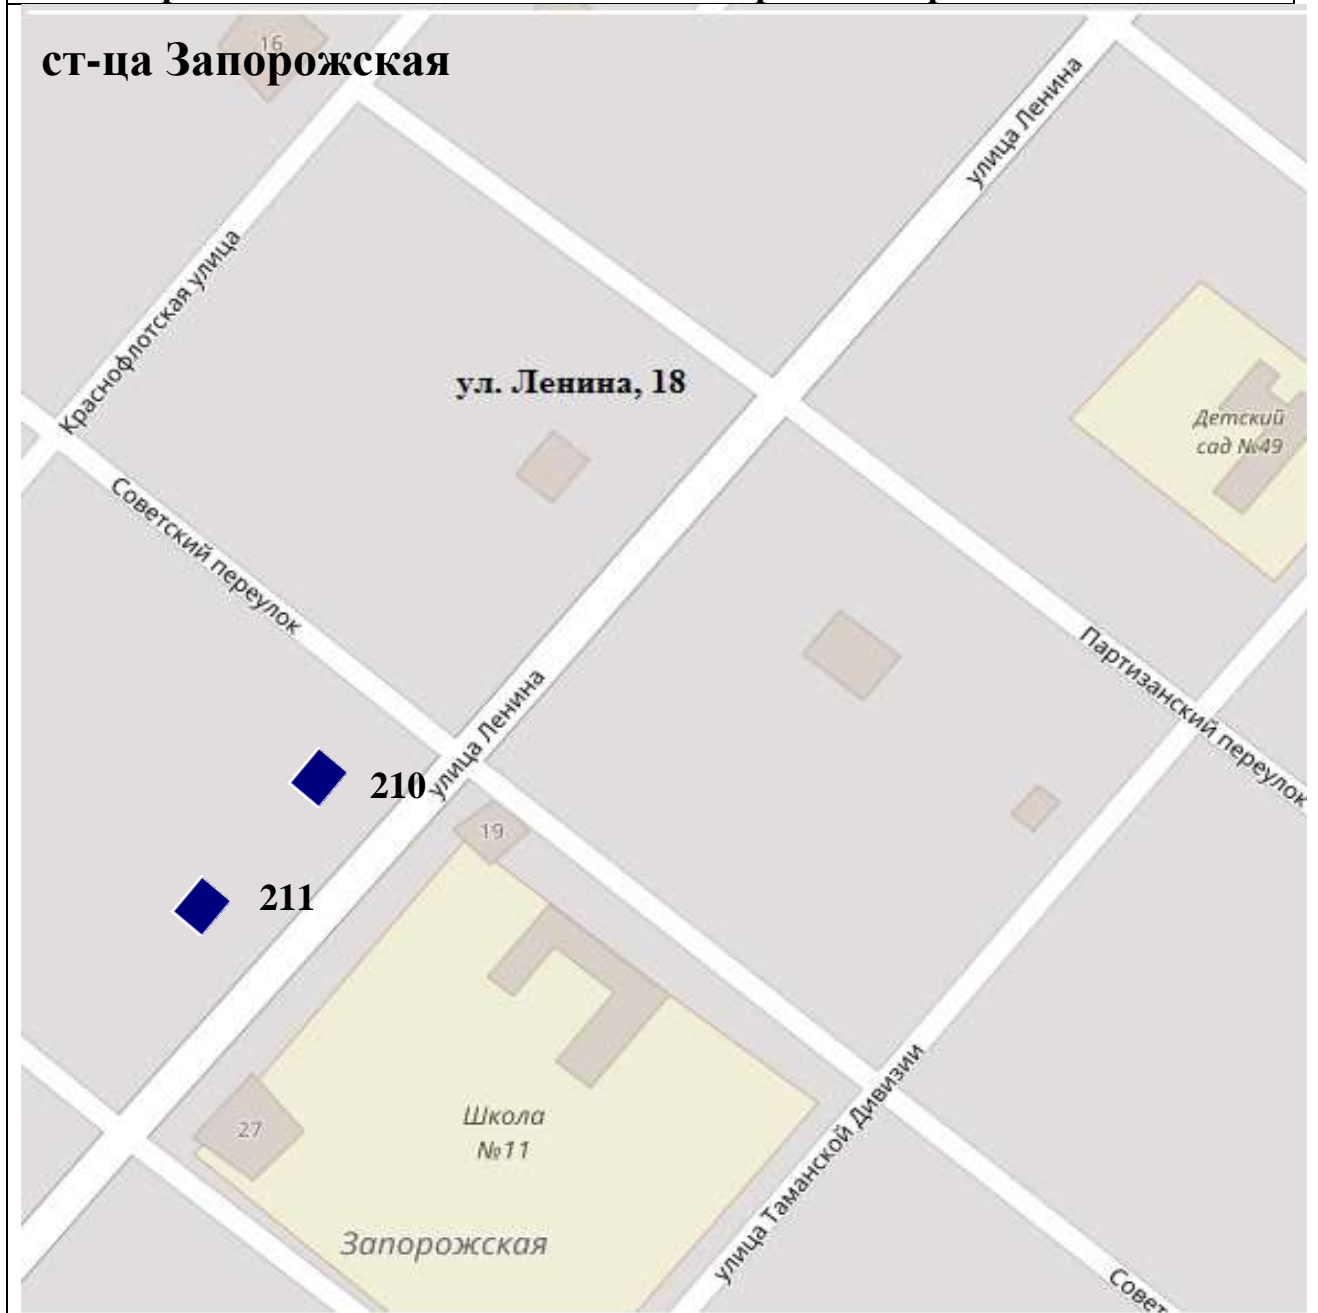 16
ст-ца Запорожская
улица Ленина
Краснофлотская улица
ул. Ленина, 18
Детский
сад №49
Советский переулок
Партизанский переулок
улица Ленина
210
19
211
Школа
№11
27
улица Таманской Дивизии
Запорожская
Совет